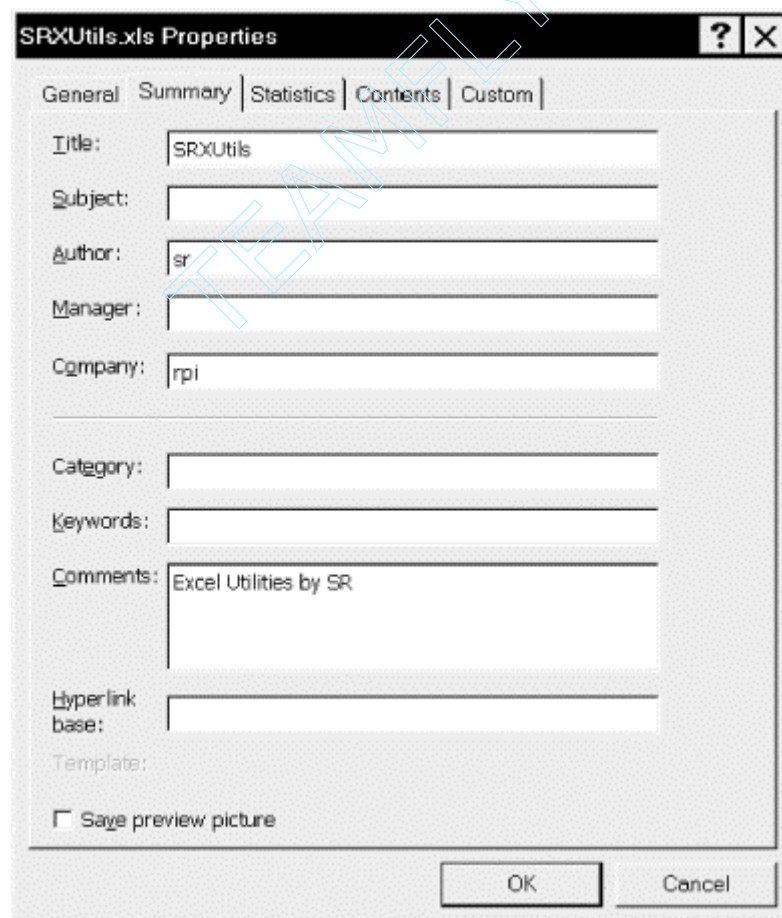 SRXUtils.xls Properties ? X
General Summary Statistics Contents Custom
Title: SRXUtils
Subject:
Author: sr
Manager:
Company: rpi
Category:
Keywords:
Comments: Excel Utilities by SR
Hyperlink
base:
Template:
Save preview picture
OK Cancel
TEAMFLY